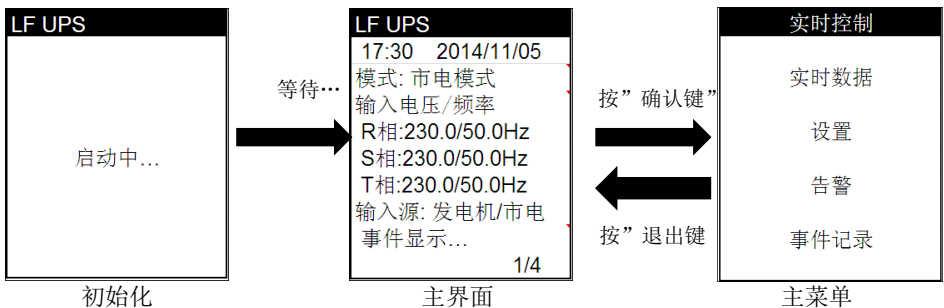 LF UPS
启动中...
初始化
等待…
LF UPS
17:30 2014/11/05
模式: 市电模式
输入电压/频率
R相:230.0/50.0Hz
S相:230.0/50.0Hz
T相:230.0/50.0Hz
输入源: 发电机/市电
事件显示...
1/4
主界面
按”确认键”
按”退出键
实时控制
实时数据
设置
告警
事件记录
主菜单